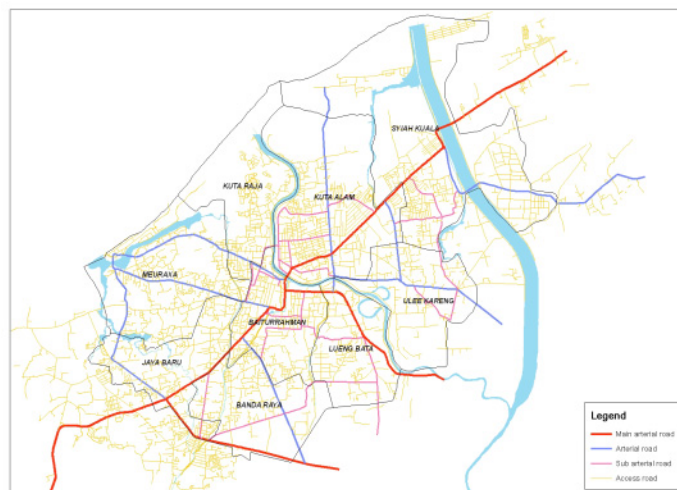 SYIAH KUALA
KUTA RAJA
KUTA ALAM
MEURAXA
ULEE KARENG
BAITURRAHMAN
LUENG BATA
JAYA BARU
BANDA RAYA
Legend
Main arterial road
Arterial road
Sub arterial road
Access road